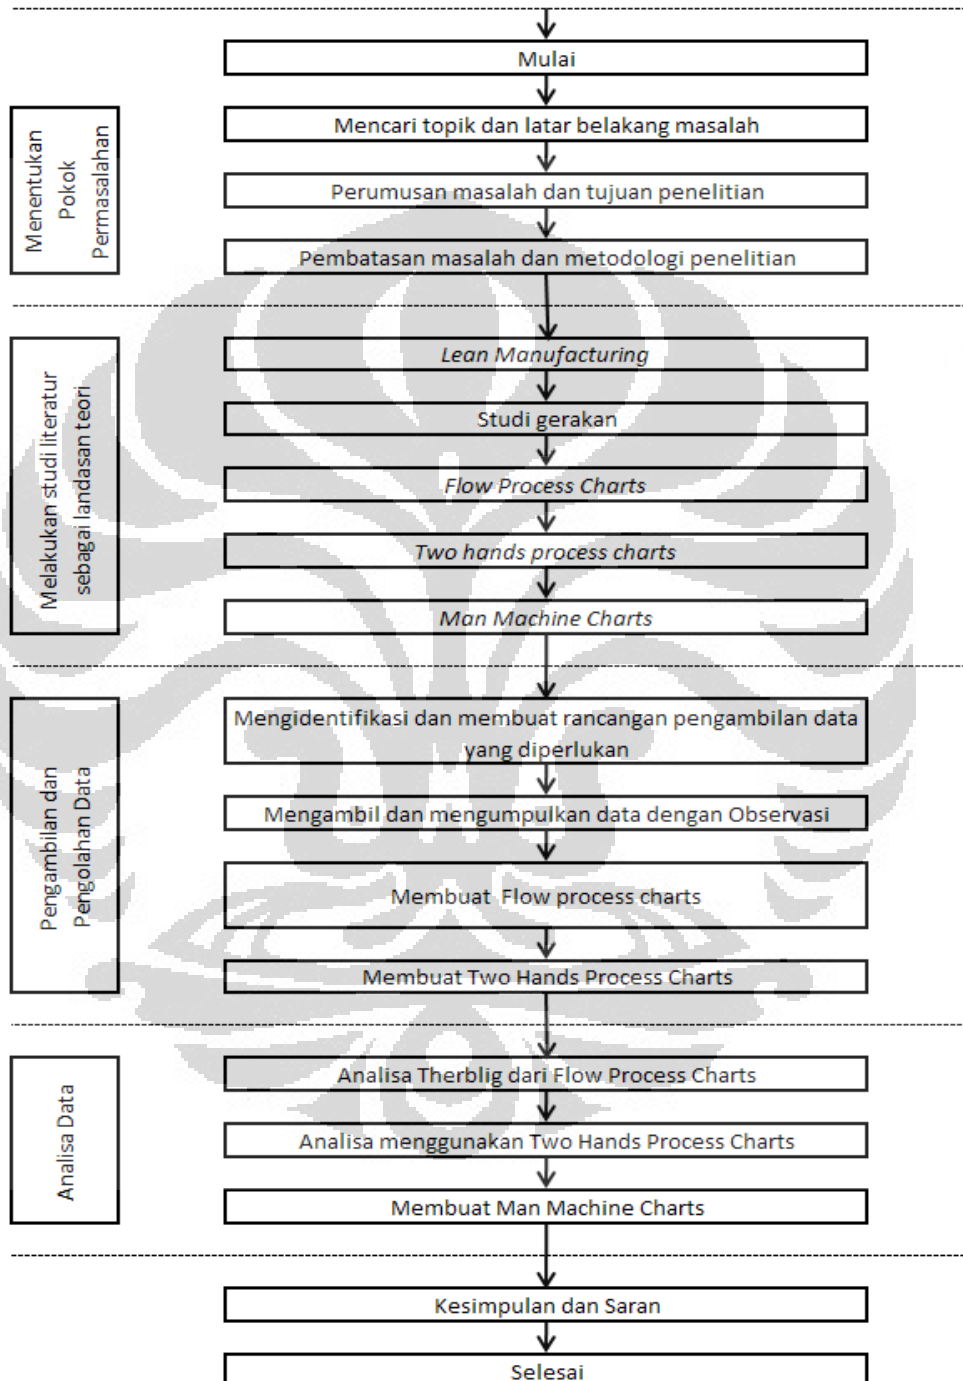 Mulai
Menentukan
Pokok
Permasalahan
Mencari topik dan latar belakang masalah
Perumusan masalah dan tujuan penelitian
Pembatasan masalah dan metodologi penelitian
Melakukan studi literatur
sebagai landasan teori
Lean Manufacturing
Studi gerakan
Flow Process Charts
Two hands process charts
Man Machine Charts
Pengambilan dan
Pengolahan Data
Mengidentifikasi dan membuat rancangan pengambilan data
yang diperlukan
Mengambil dan mengumpulkan data dengan Observasi
Membuat Flow process charts
Membuat Two Hands Process Charts
Analisa Data
Analisa Therblig dari Flow Process Charts
Analisa menggunakan Two Hands Process Charts
Membuat Man Machine Charts
Kesimpulan dan Saran
Selesai